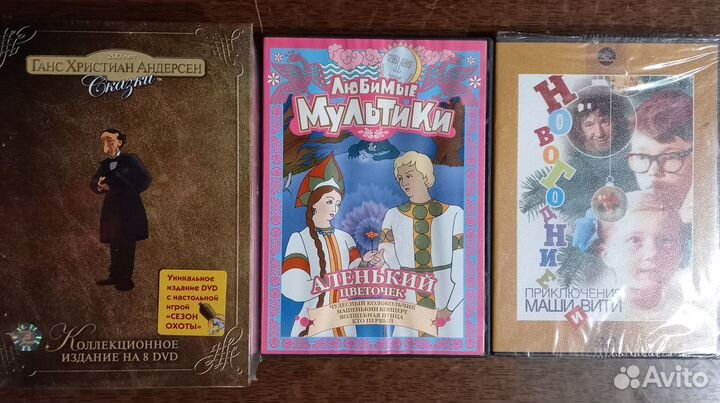 200 лет
Ганс Христиан Андерсен
Сказки™
Уникальное
издание DVD
с настольной
игрой
«СЕЗОН
ОХОТЫ»
Коллекционное
издание на 8 DVD
Любимые
Мультики
Аленький
цветочек
Чудесный колокольчик
Машенькин концерт
Волшебная птица
Кто первый
Новогодние
приключения
Маши и Вити
Avito